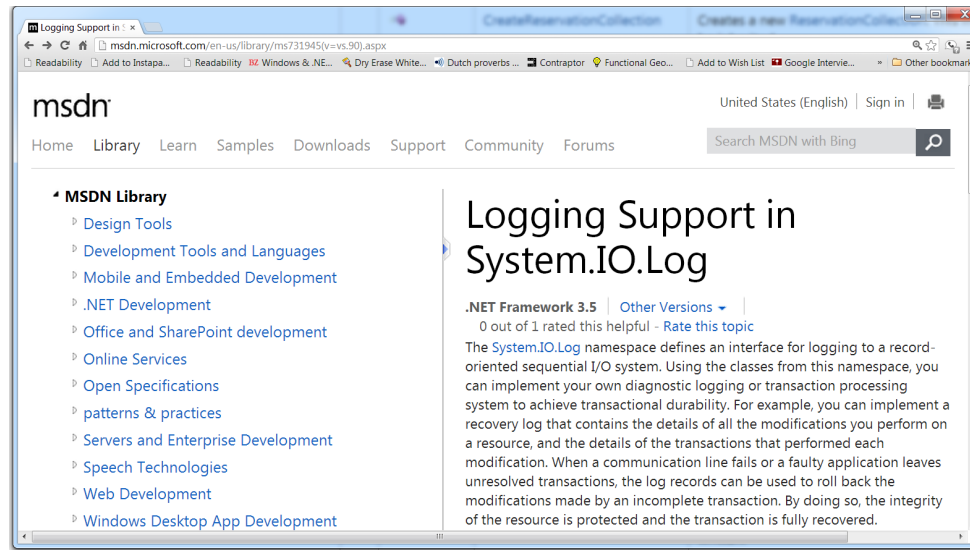 CreateReservationCollection Creates a new ReservationCollection
Logging Support in S
msdn.microsoft.com/en-us/library/ms731945(v=vs.90).aspx
Readability Add to Instapa... Readability BZ Windows & .NE... Dry Erase White... Dutch proverbs ... Contraptor Functional Geo... Add to Wish List Google Intervie... » Other bookmark
msdn
United States (English) Sign in
Home Library Learn Samples Downloads Support Community Forums
Search MSDN with Bing
MSDN Library
Design Tools
Development Tools and Languages
Mobile and Embedded Development
.NET Development
Office and SharePoint development
Online Services
Open Specifications
patterns & practices
Servers and Enterprise Development
Speech Technologies
Web Development
Windows Desktop App Development
Logging Support in
System.IO.Log
.NET Framework 3.5 Other Versions
0 out of 1 rated this helpful - Rate this topic
The System.IO.Log namespace defines an interface for logging to a record-
oriented sequential I/O system. Using the classes from this namespace, you
can implement your own diagnostic logging or transaction processing
system to achieve transactional durability. For example, you can implement a
recovery log that contains the details of all the modifications you perform on
a resource, and the details of the transactions that performed each
modification. When a communication line fails or a faulty application leaves
unresolved transactions, the log records can be used to roll back the
modifications made by an incomplete transaction. By doing so, the integrity
of the resource is protected and the transaction is fully recovered.